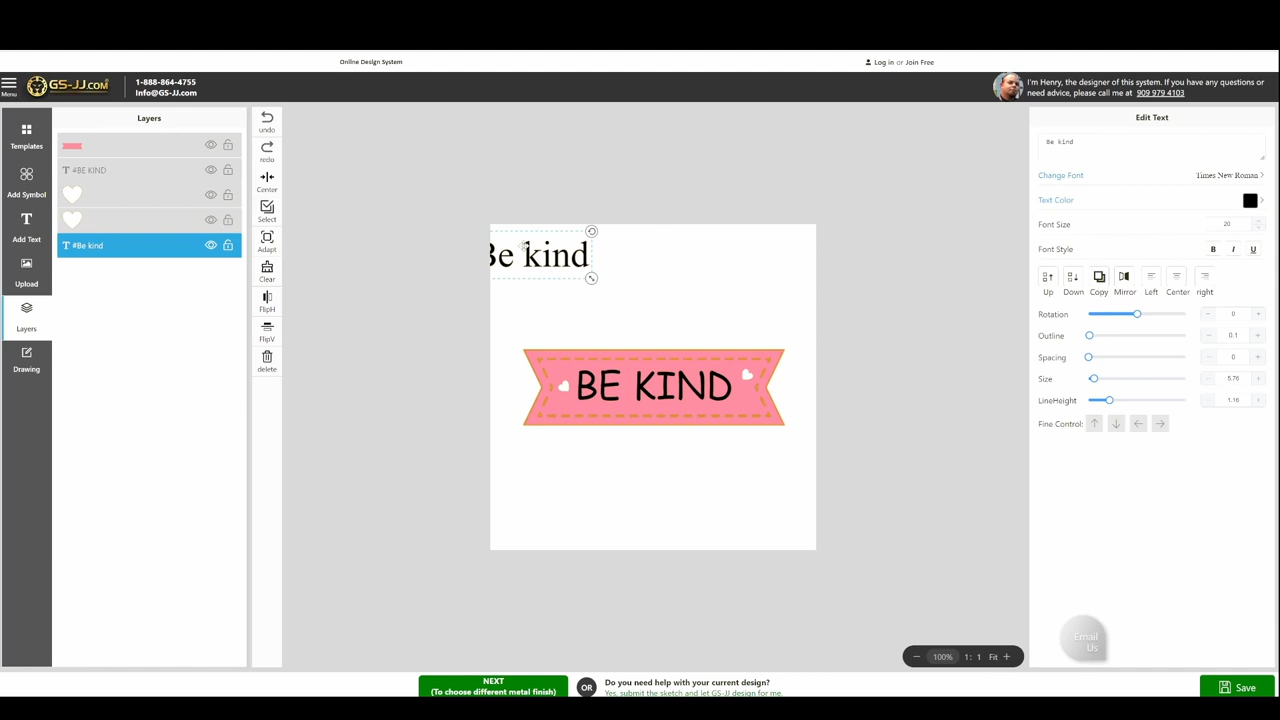 Online Design System
Log in or Join Free
Menu
GS-JJ.COM®
1-888-864-4755
Info@GS-JJ.com
I'm Henry, the designer of this system. If you have any questions or
need advice, please call me at 909 979 4103
Templates
Add Symbol
Add Text
Upload
Layers
Drawing
Layers
T #BE KIND
T #Be kind
undo
redo
Center
Select
Adapt
Clear
FlipH
FlipV
delete
Be kind
BE KIND
Edit Text
Be kind
Change Font Times New Roman
Text Color
Font Size 20
Font Style B I U
Up Down Copy Mirror Left Center right
Rotation 0
Outline 0.1
Spacing 0
Size 5.76
LineHeight 1.16
Fine Control:
Email
Us
100% 1: 1 Fit
NEXT
(To choose different metal finish)
OR
Do you need help with your current design?
Yes, submit the sketch and let GS-JJ design for me.
Save